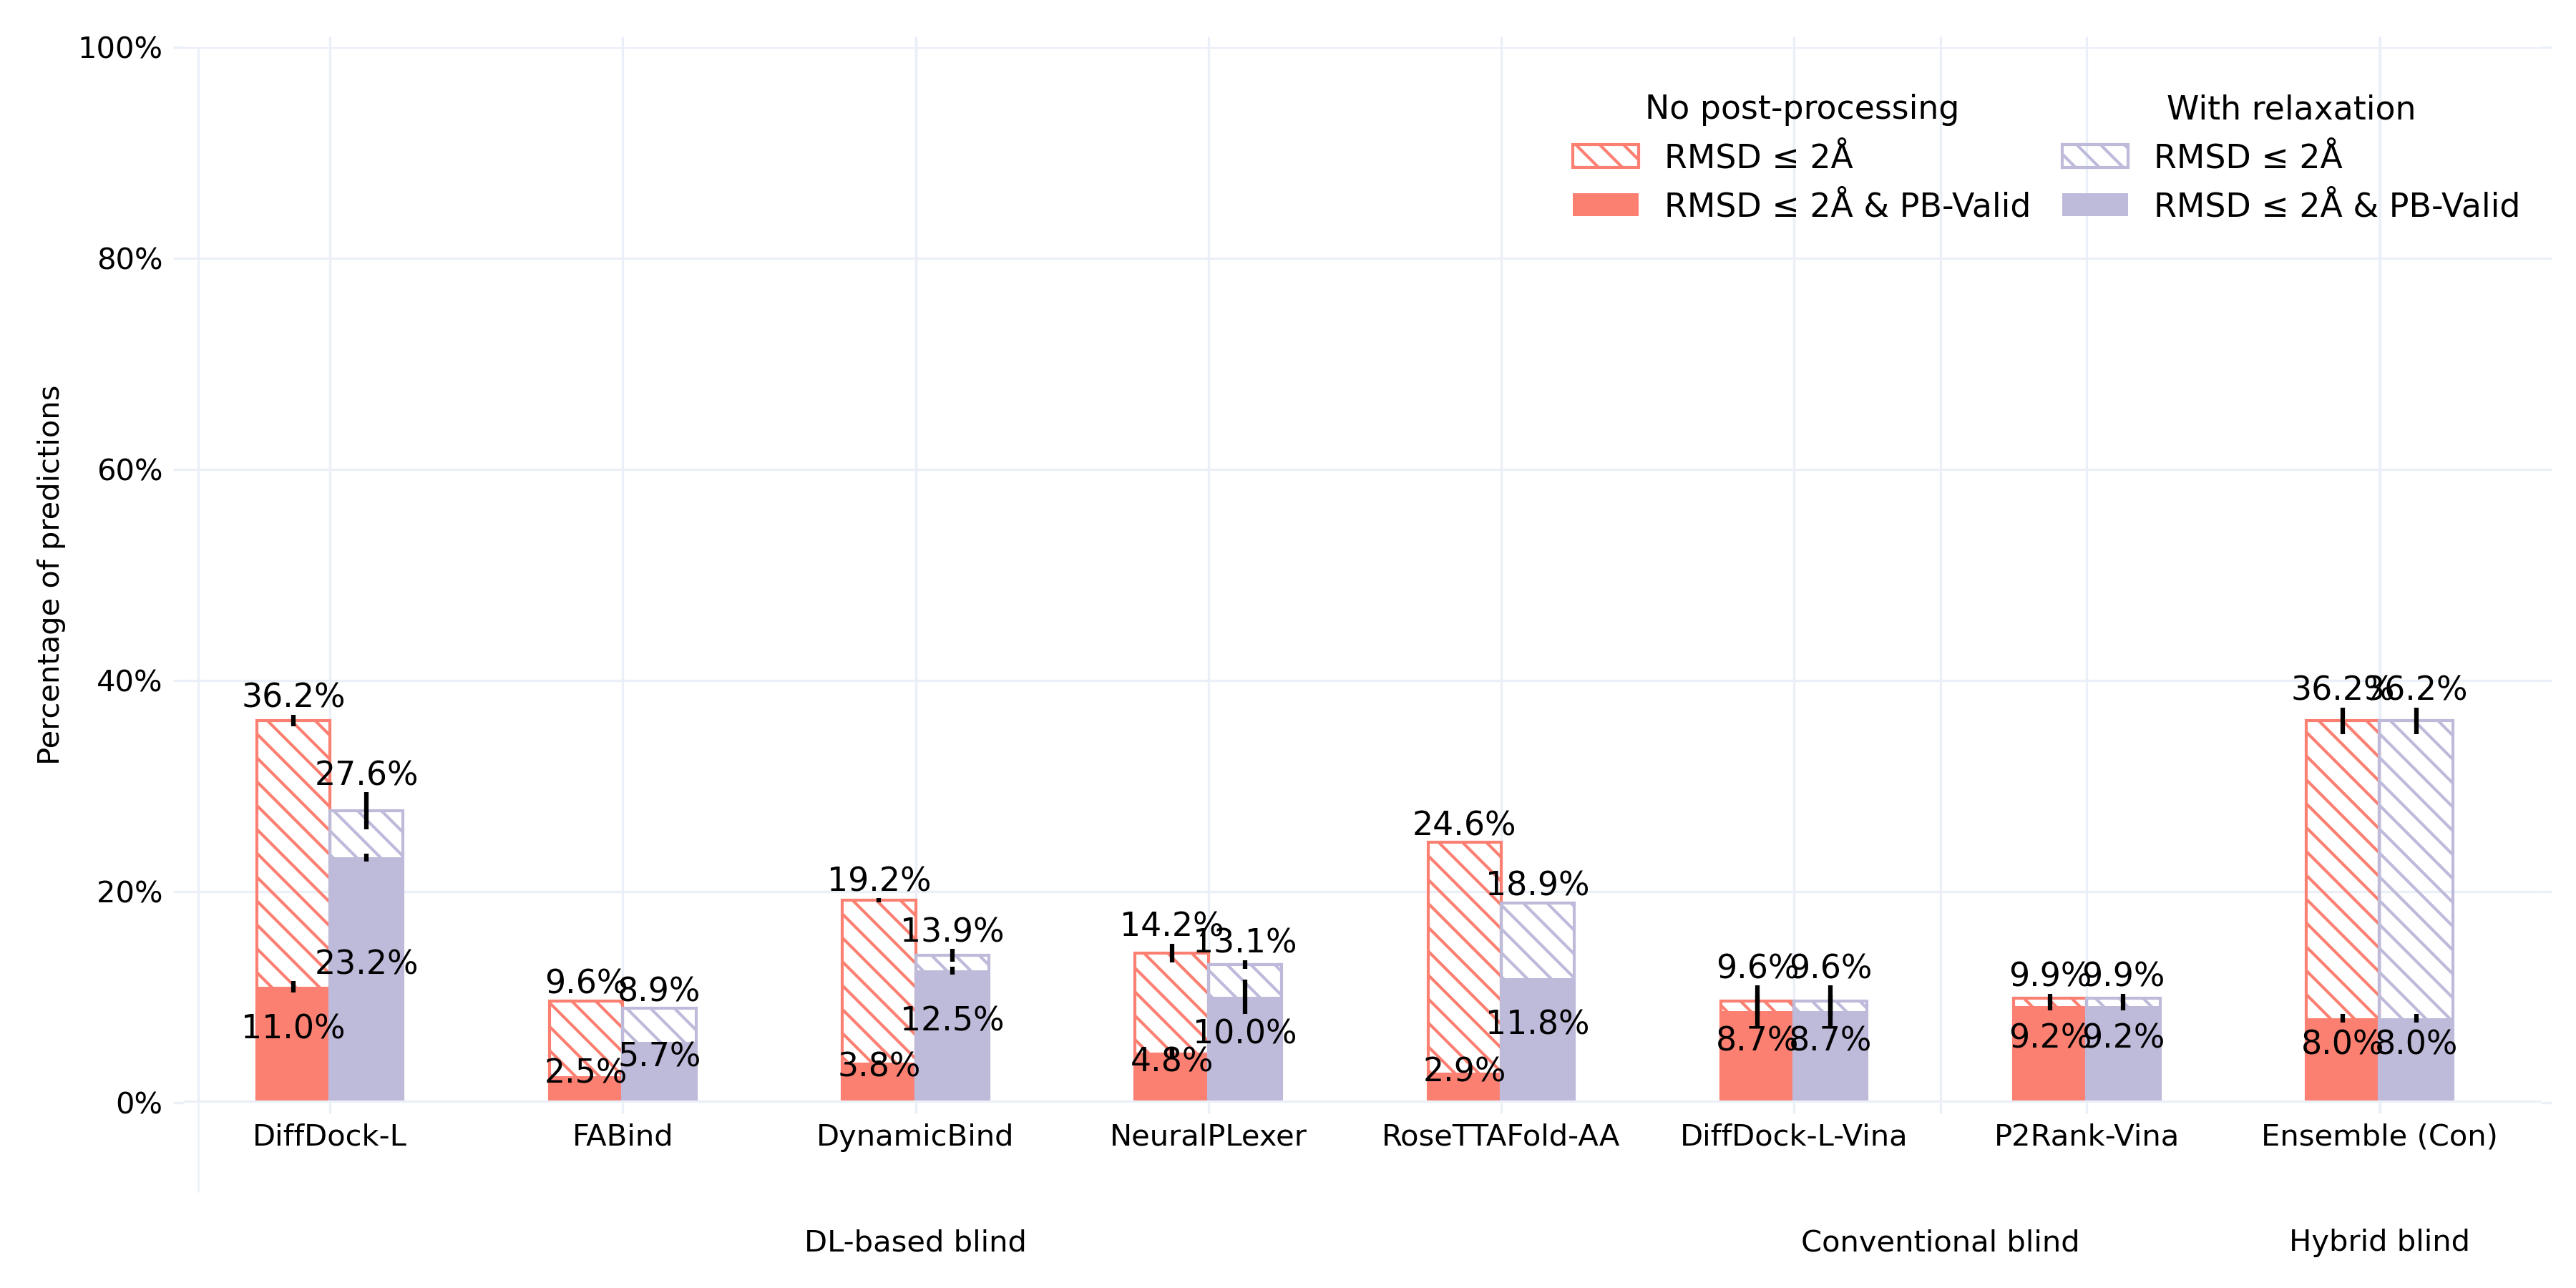 100%
80%
60%
40%
20%
0%
Percentage of predictions
No post-processing
RMSD ≤ 2Å
RMSD ≤ 2Å & PB-Valid
With relaxation
RMSD ≤ 2Å
RMSD ≤ 2Å & PB-Valid
36.2%
27.6%
23.2%
11.0%
9.6%
8.9%
5.7%
2.5%
19.2%
13.9%
12.5%
3.8%
14.2%
13.1%
10.0%
4.8%
24.6%
18.9%
11.8%
2.9%
9.6%
9.6%
8.7%
8.7%
9.9%
9.9%
9.2%
9.2%
36.2%
36.2%
8.0%
8.0%
DiffDock-L
FABind
DynamicBind
NeuralPLexer
RoseTTAFold-AA
DiffDock-L-Vina
P2Rank-Vina
Ensemble (Con)
DL-based blind
Conventional blind
Hybrid blind